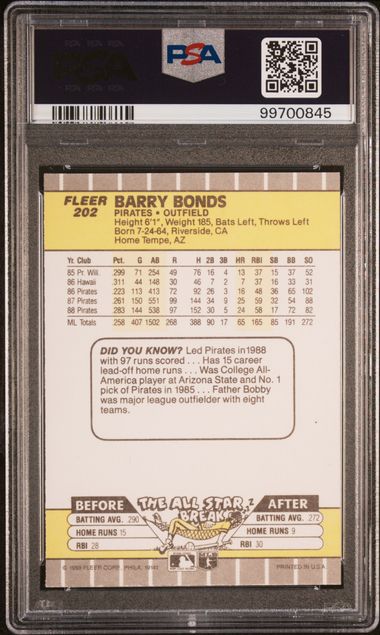 PSA
99700845
FLEER BARRY BONDS
202 PIRATES • OUTFIELD
Height 6'1", Weight 185, Bats Left, Throws Left
Born 7-24-64, Riverside, CA
Home Tempe, AZ
Yr. Club Pct. G AB R H 2B 3B HR RBI SB BB SO
85 Pr. Will. .299 71 254 49 76 16 4 13 37 15 37 52
86 Hawaii .311 44 148 30 46 7 2 7 37 16 33 31
86 Pirates .223 113 413 72 92 26 3 16 48 36 65 102
87 Pirates .261 150 551 99 144 34 9 25 59 32 54 88
88 Pirates .283 144 538 97 152 30 5 24 58 17 72 82
ML Totals .258 407 1502 268 388 90 17 65 165 85 191 272
DID YOU KNOW? Led Pirates in 1988
with 97 runs scored . . . Has 15 career
lead-off home runs . . . Was College All-
America player at Arizona State and No. 1
pick of Pirates in 1985 . . . Father Bobby
was major league outfielder with eight
teams.
BEFORE THE ALL STAR BREAK AFTER
BATTING AVG. .290 BATTING AVG. .272
HOME RUNS 15 HOME RUNS 9
RBI 28 RBI 30
© 1989 FLEER CORP., PHILA. 19141 PRINTED IN U.S.A.